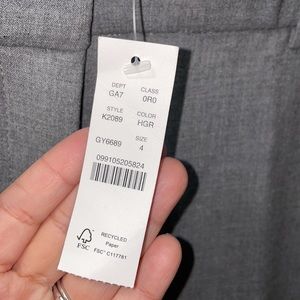 DEPT CLASS
GA7 0R0
STYLE COLOR
K2089 HGR
SIZE
GY6689 4
099105205824
RECYCLED
Paper
FSC
FSC® C117781